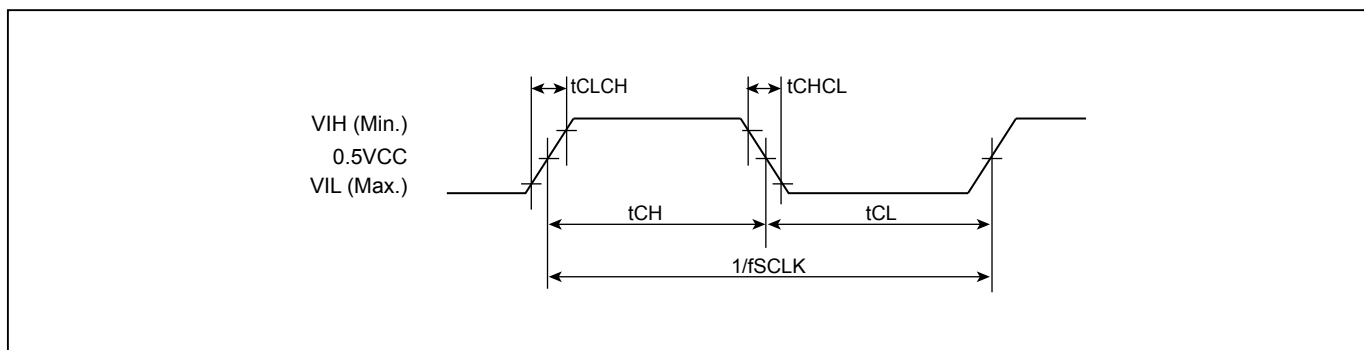 tCLCH
tCHCL
VIH (Min.)
0.5VCC
VIL (Max.)
tCH
tCL
1/fSCLK